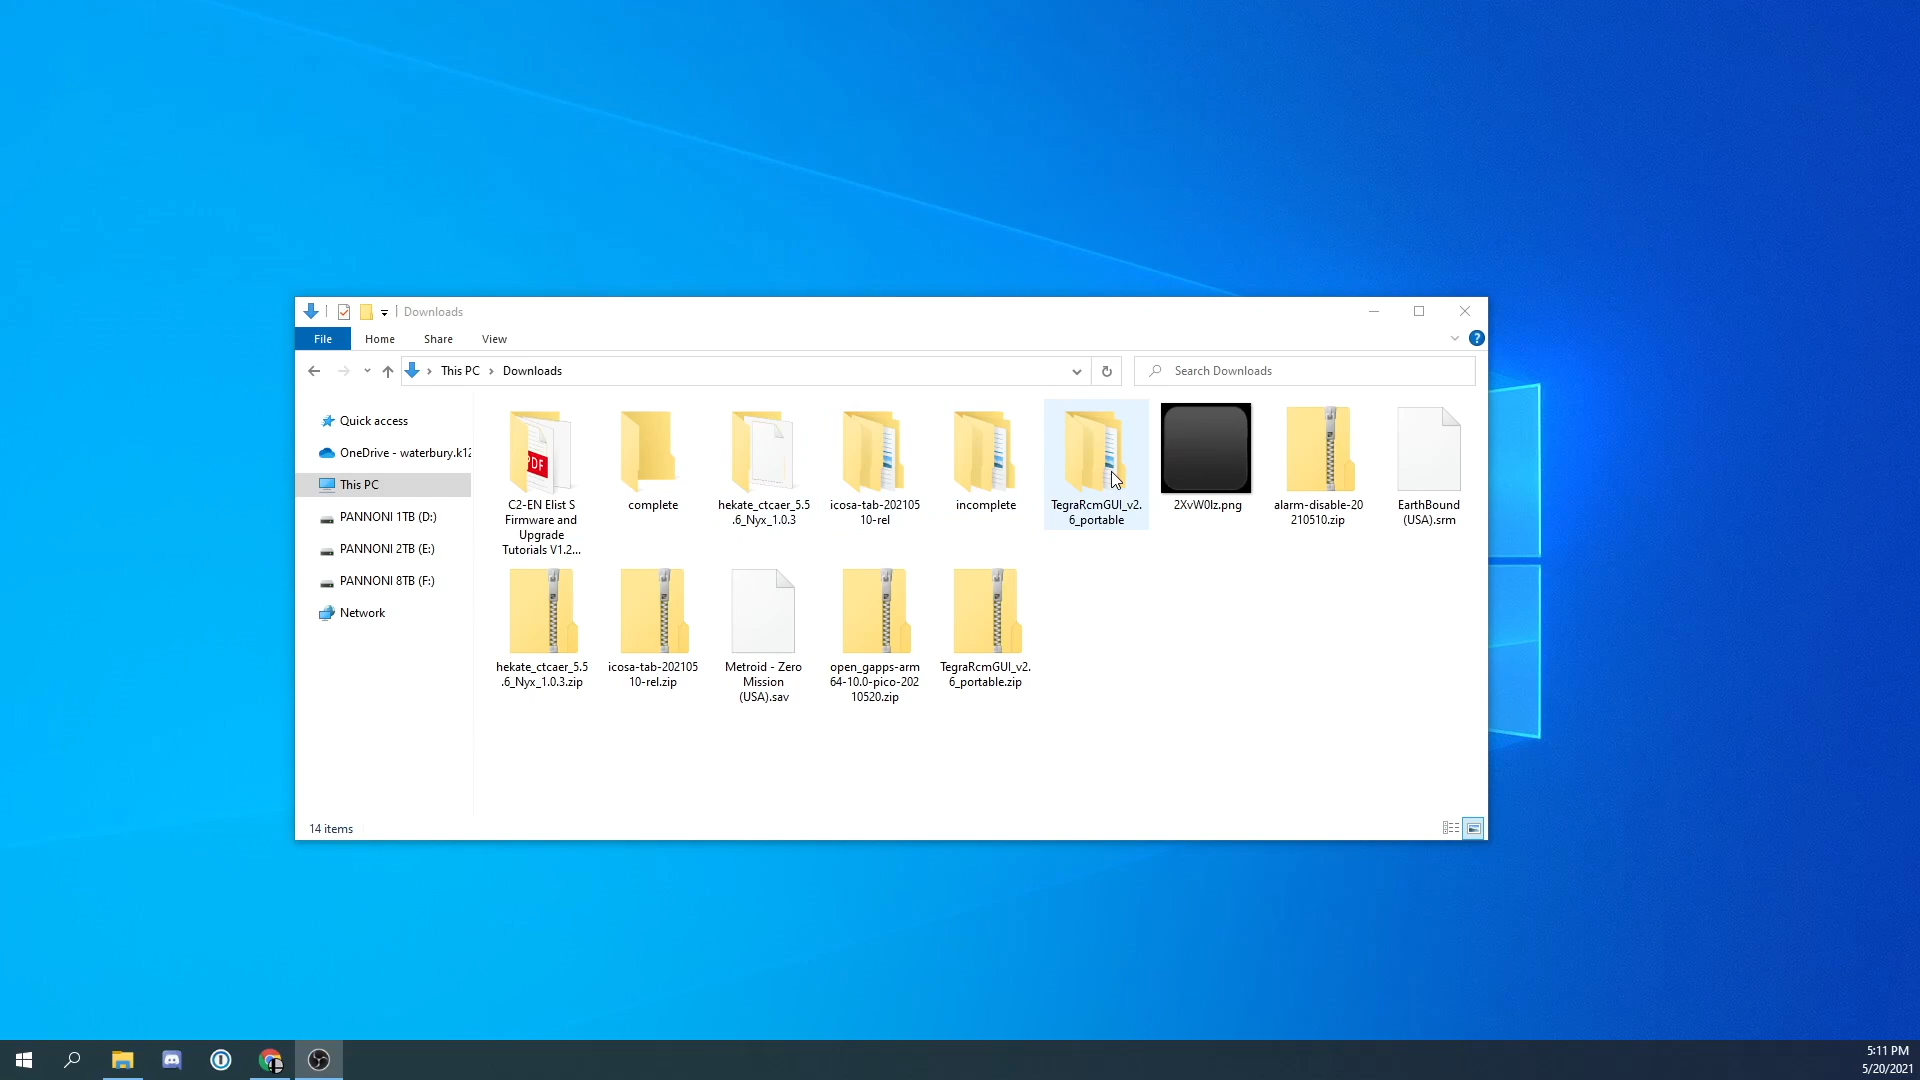 Downloads
File Home Share View
This PC Downloads
Search Downloads
Quick access
OneDrive - waterbury.k12
This PC
PANNONI 1TB (D:)
PANNONI 2TB (E:)
PANNONI 8TB (F:)
Network
PDF
C2-EN Elist S
Firmware and
Upgrade
Tutorials V1.2...
complete
hekate_ctcaer_5.5
.6_Nyx_1.0.3
icosa-tab-202105
10-rel
incomplete
TegraRcmGUI_v2.
6_portable
2XvW0lz.png
alarm-disable-20
210510.zip
EarthBound
(USA).srm
hekate_ctcaer_5.5
.6_Nyx_1.0.3.zip
icosa-tab-202105
10-rel.zip
Metroid - Zero
Mission
(USA).sav
open_gapps-arm
64-10.0-pico-202
10520.zip
TegraRcmGUI_v2.
6_portable.zip
14 items
5:11 PM
5/20/2021